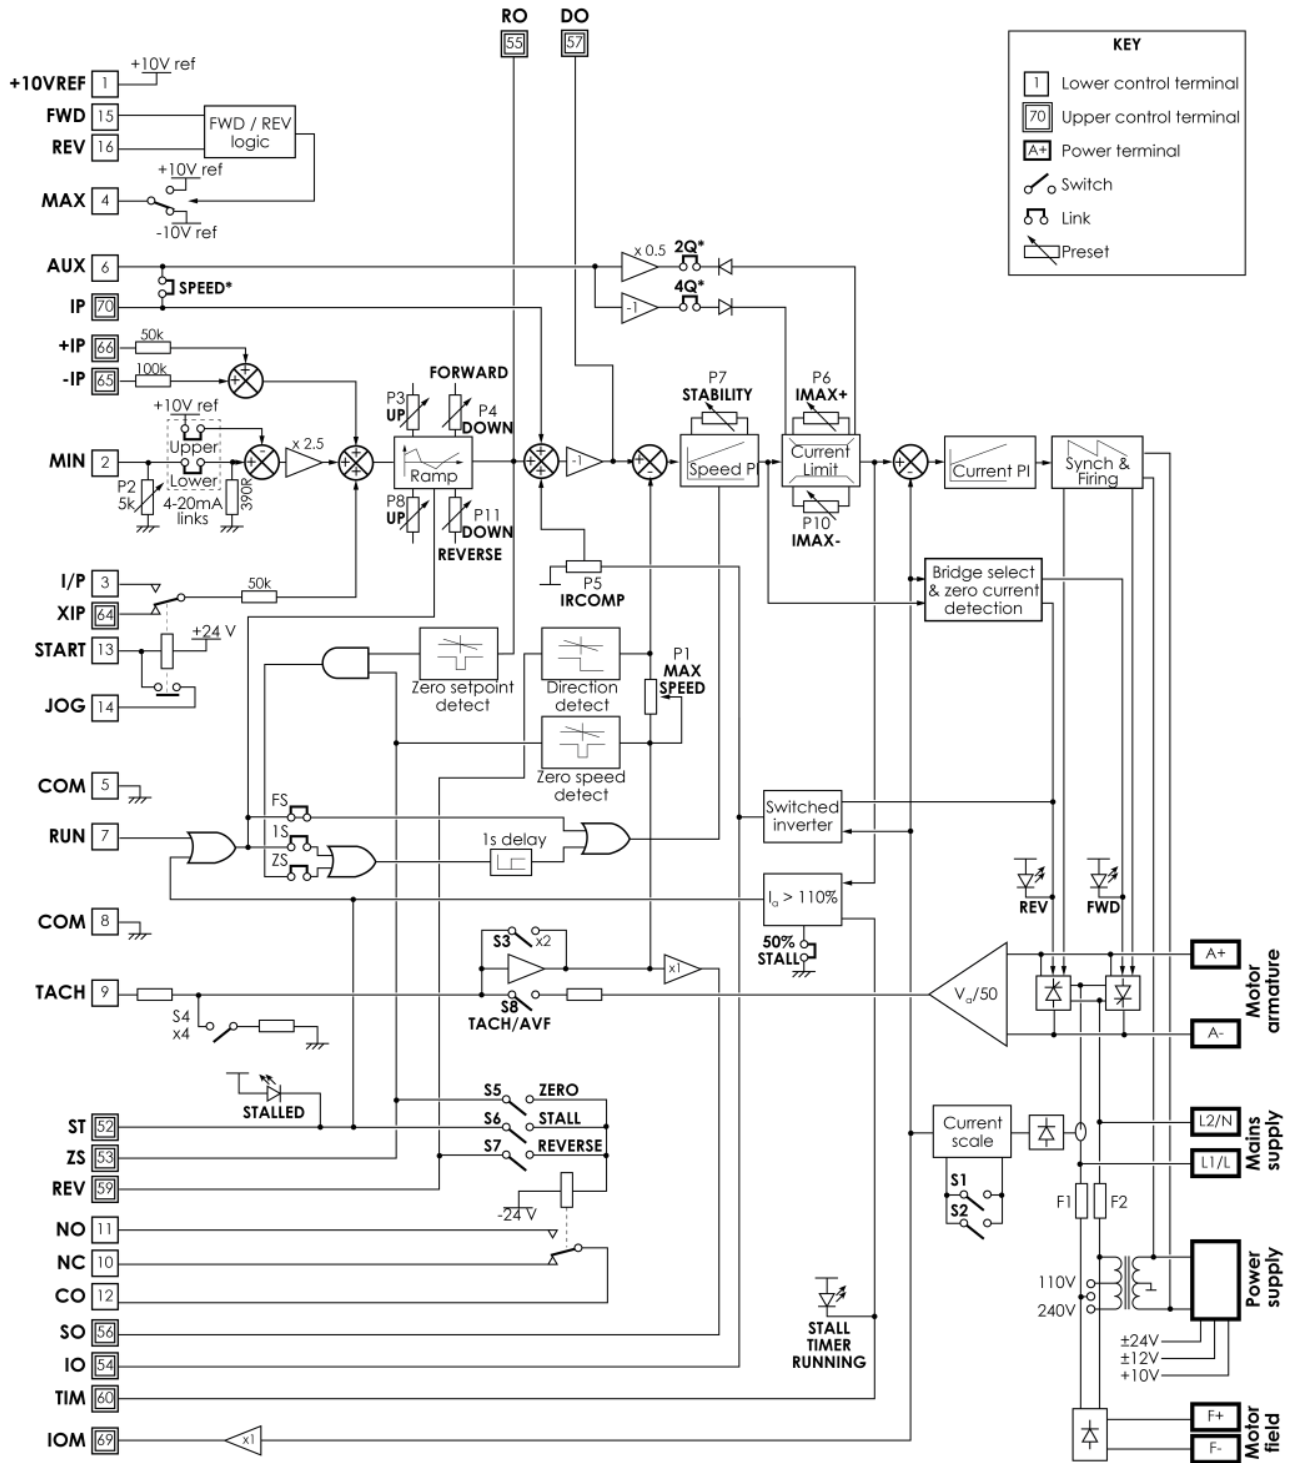 RO
DO
55
57
KEY
1 Lower control terminal
70 Upper control terminal
A+ Power terminal
Switch
Link
Preset
+10VREF 1
+10V ref
FWD 15
REV 16
FWD / REV
logic
MAX 4
+10V ref
-10V ref
AUX 6
SPEED*
x 0.5
2Q*
IP 70
-1
4Q*
+IP 66
50k
-IP 65
100k
+10V ref
Upper
Lower
MIN 2
P2
5k
4-20mA
links
390R
x 2.5
FORWARD
P3
UP
P4
DOWN
Ramp
P8
UP
P11
DOWN
REVERSE
-1
P7
STABILITY
Speed PI
P6
IMAX+
Current
Limit
P10
IMAX-
Current PI
Synch &
Firing
I/P 3
XIP 64
50k
P5
IRCOMP
Bridge select
& zero current
detection
START 13
+24 V
JOG 14
Zero setpoint
detect
Direction
detect
P1
MAX
SPEED
Zero speed
detect
COM 5
RUN 7
FS
1S
ZS
1s delay
Switched
inverter
Ia > 110%
50%
STALL
REV
FWD
COM 8
S3
x2
x1
TACH 9
S4
x4
S8
TACH/AVF
Va/50
A+
A-
Motor
armature
STALLED
S5 ZERO
ST 52
S6 STALL
ZS 53
S7 REVERSE
REV 59
-24 V
Current
scale
S1
S2
L2/N
L1/L
Mains
supply
F1
F2
NO 11
NC 10
CO 12
SO 56
IO 54
TIM 60
IOM 69
x1
STALL
TIMER
RUNNING
110V
240V
Power
supply
±24V
±12V
+10V
F+
F-
Motor
field